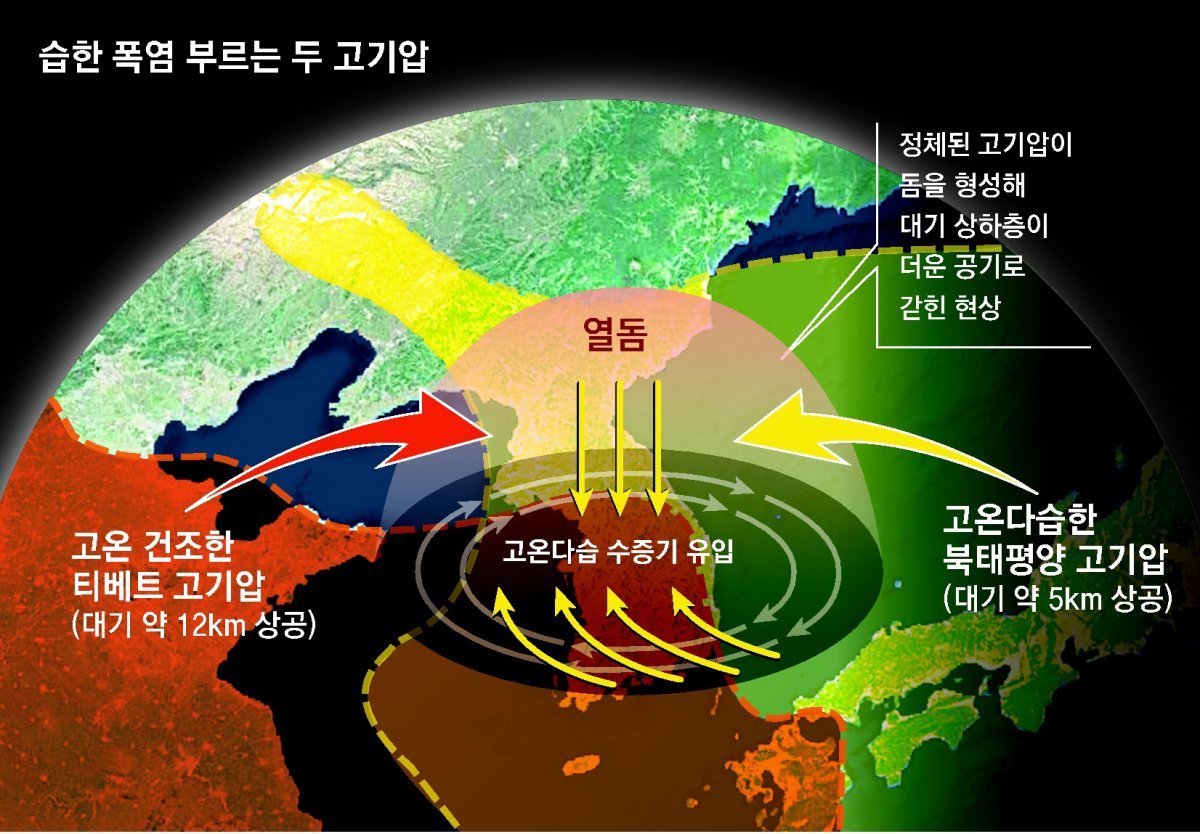 습한 폭염 부르는 두 고기압
정체된 고기압이
돔을 형성해
대기 상하층이
더운 공기로
갇힌 현상
열돔
고온 건조한
티베트 고기압
(대기 약 12km 상공)
고온다습 수증기 유입
고온다습한
북태평양 고기압
(대기 약 5km 상공)